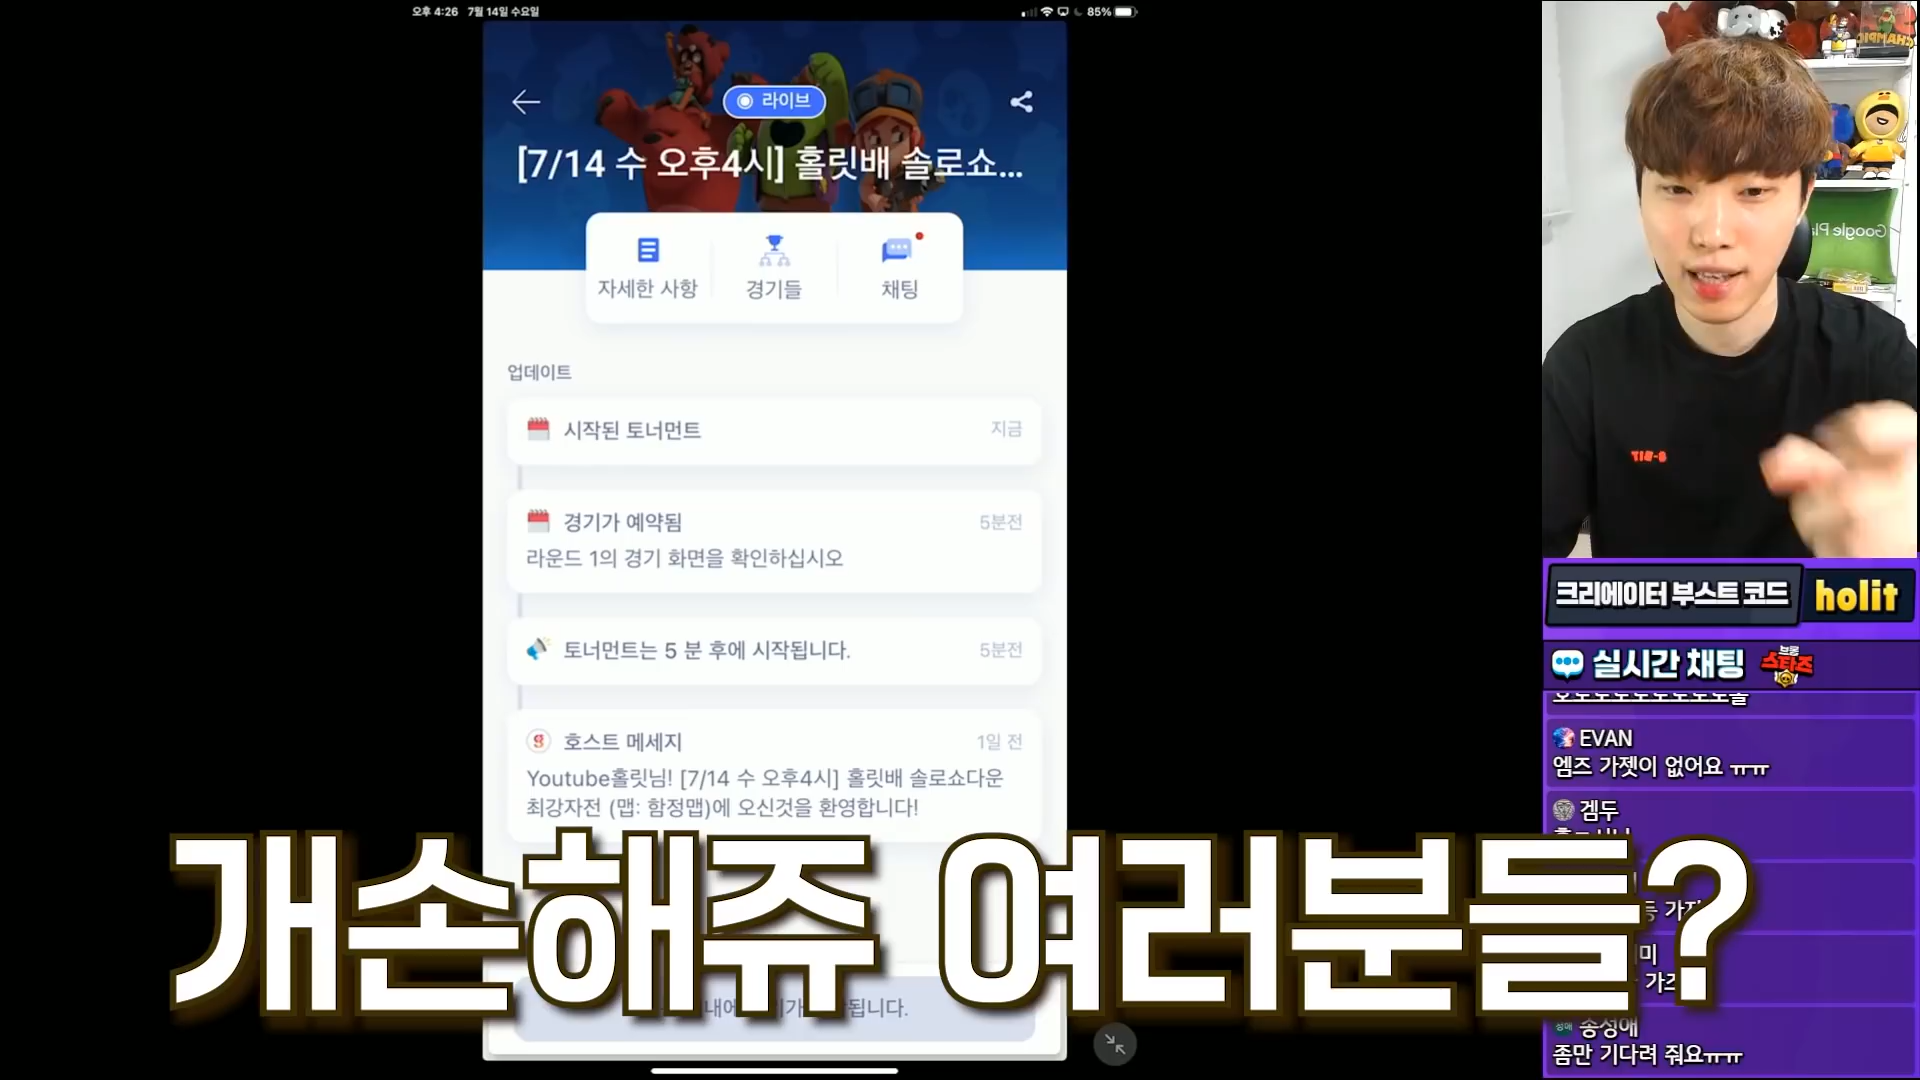 오후 4:26 7월 14일 수요일
85%
라이브
[7/14 수 오후4시] 홀릿배 솔로쇼...
자세한 사항
경기들
채팅
업데이트
시작된 토너먼트
지금
경기가 예약됨
5분전
라운드 1의 경기 화면을 확인하십시오
토너먼트는 5 분 후에 시작됩니다.
5분전
호스트 메세지
1일 전
Youtube홀릿님! [7/14 수 오후4시] 홀릿배 솔로쇼다운
최강자전 (맵: 함정맵)에 오신것을 환영합니다!
개손해쥬 여러분들?
크리에이터 부스트 코드
holit
실시간 채팅
브롤
스타즈
EVAN
엠즈 가젯이 없어요 ㅠㅠ
겜두
송성애
좀만 기다려 줘요ㅠㅠ
8-BIT